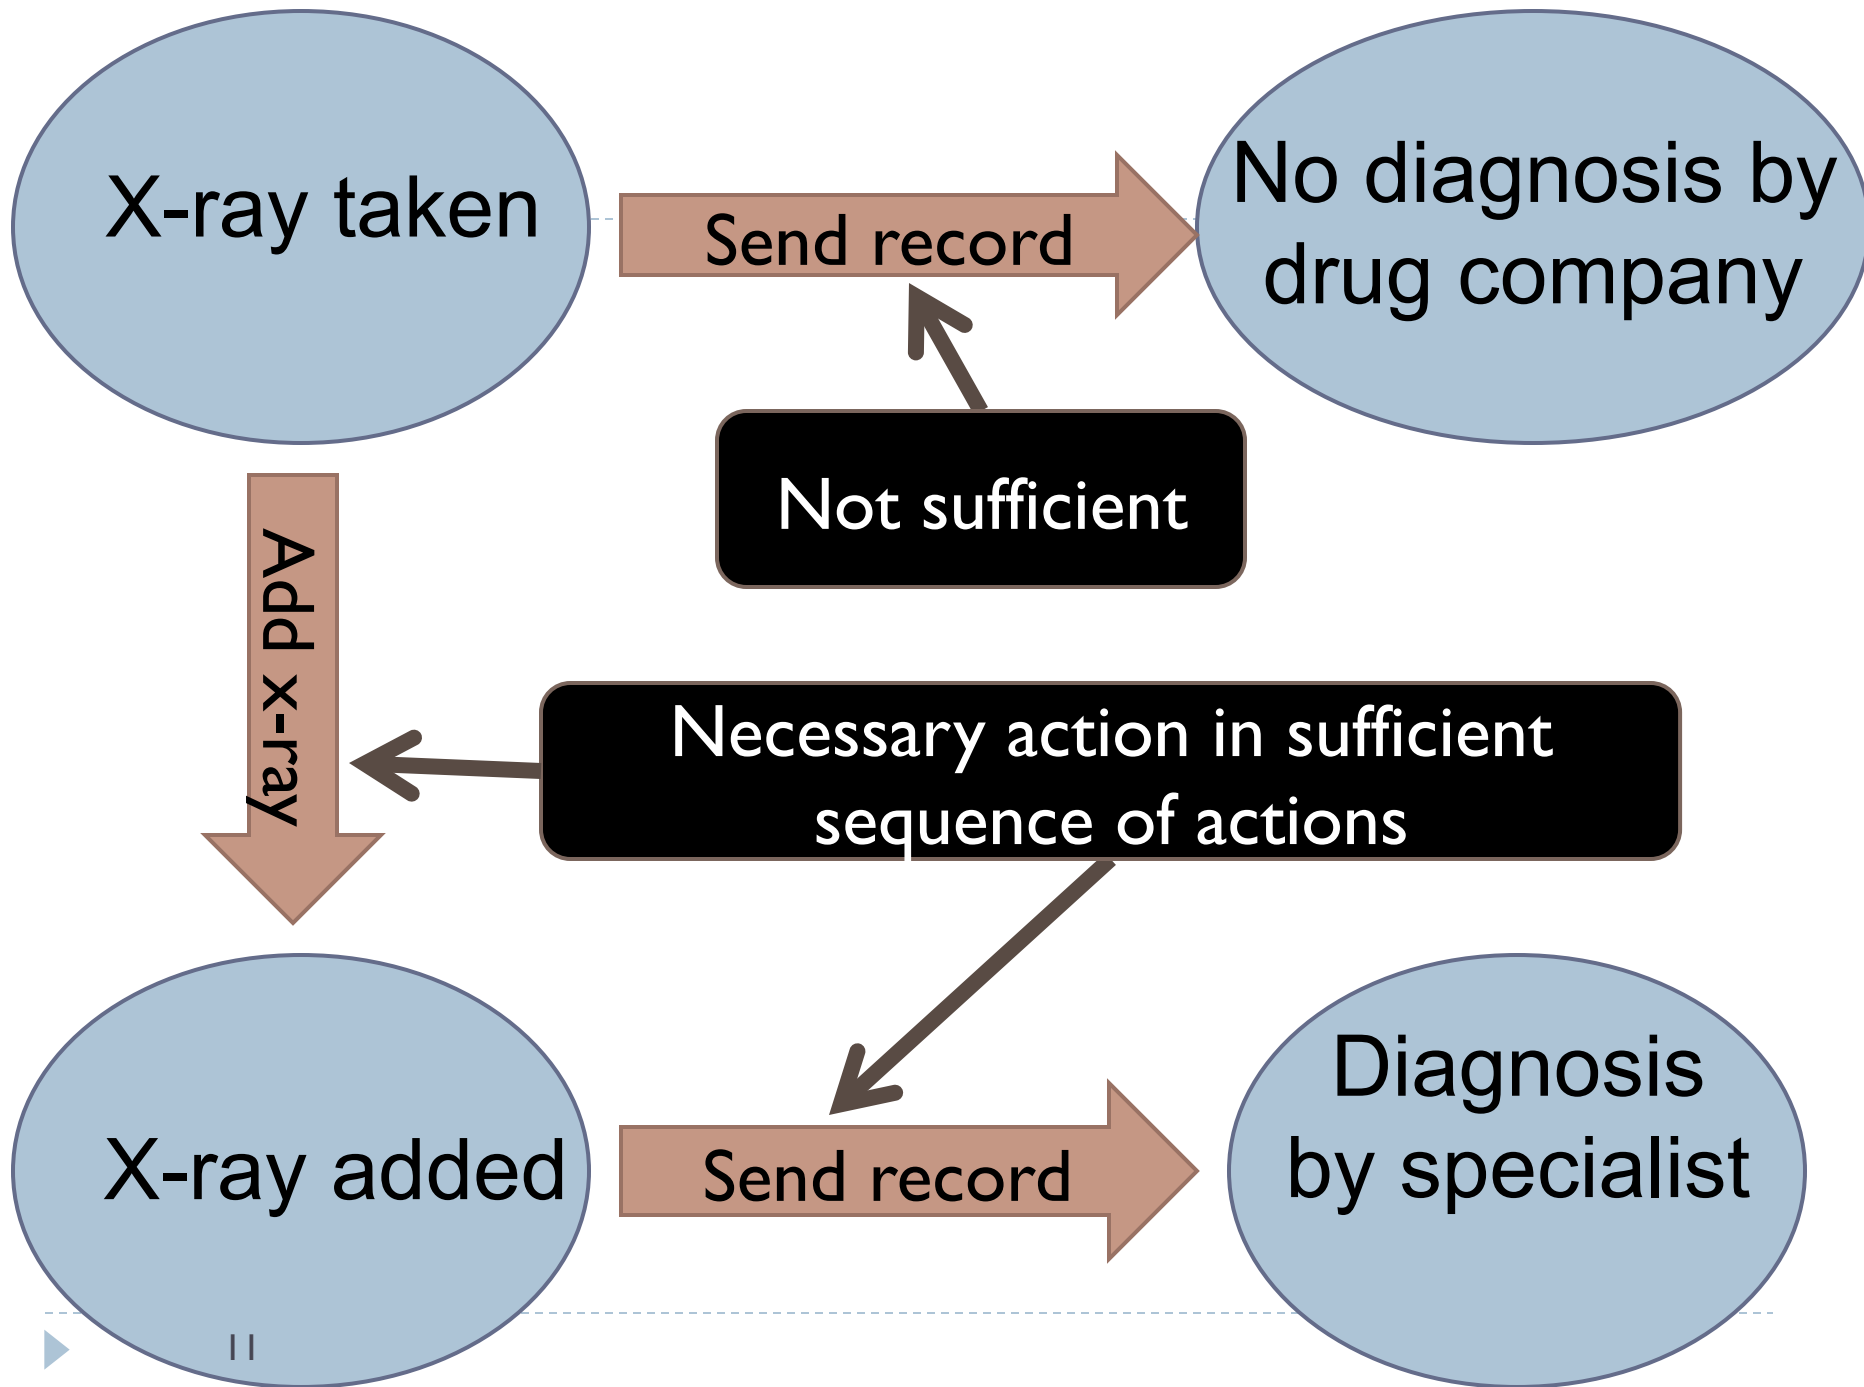 X-ray taken
Send record
No diagnosis by
drug company
Not sufficient
Add x-ray
Necessary action in sufficient
sequence of actions
X-ray added
Send record
Diagnosis
by specialist
11